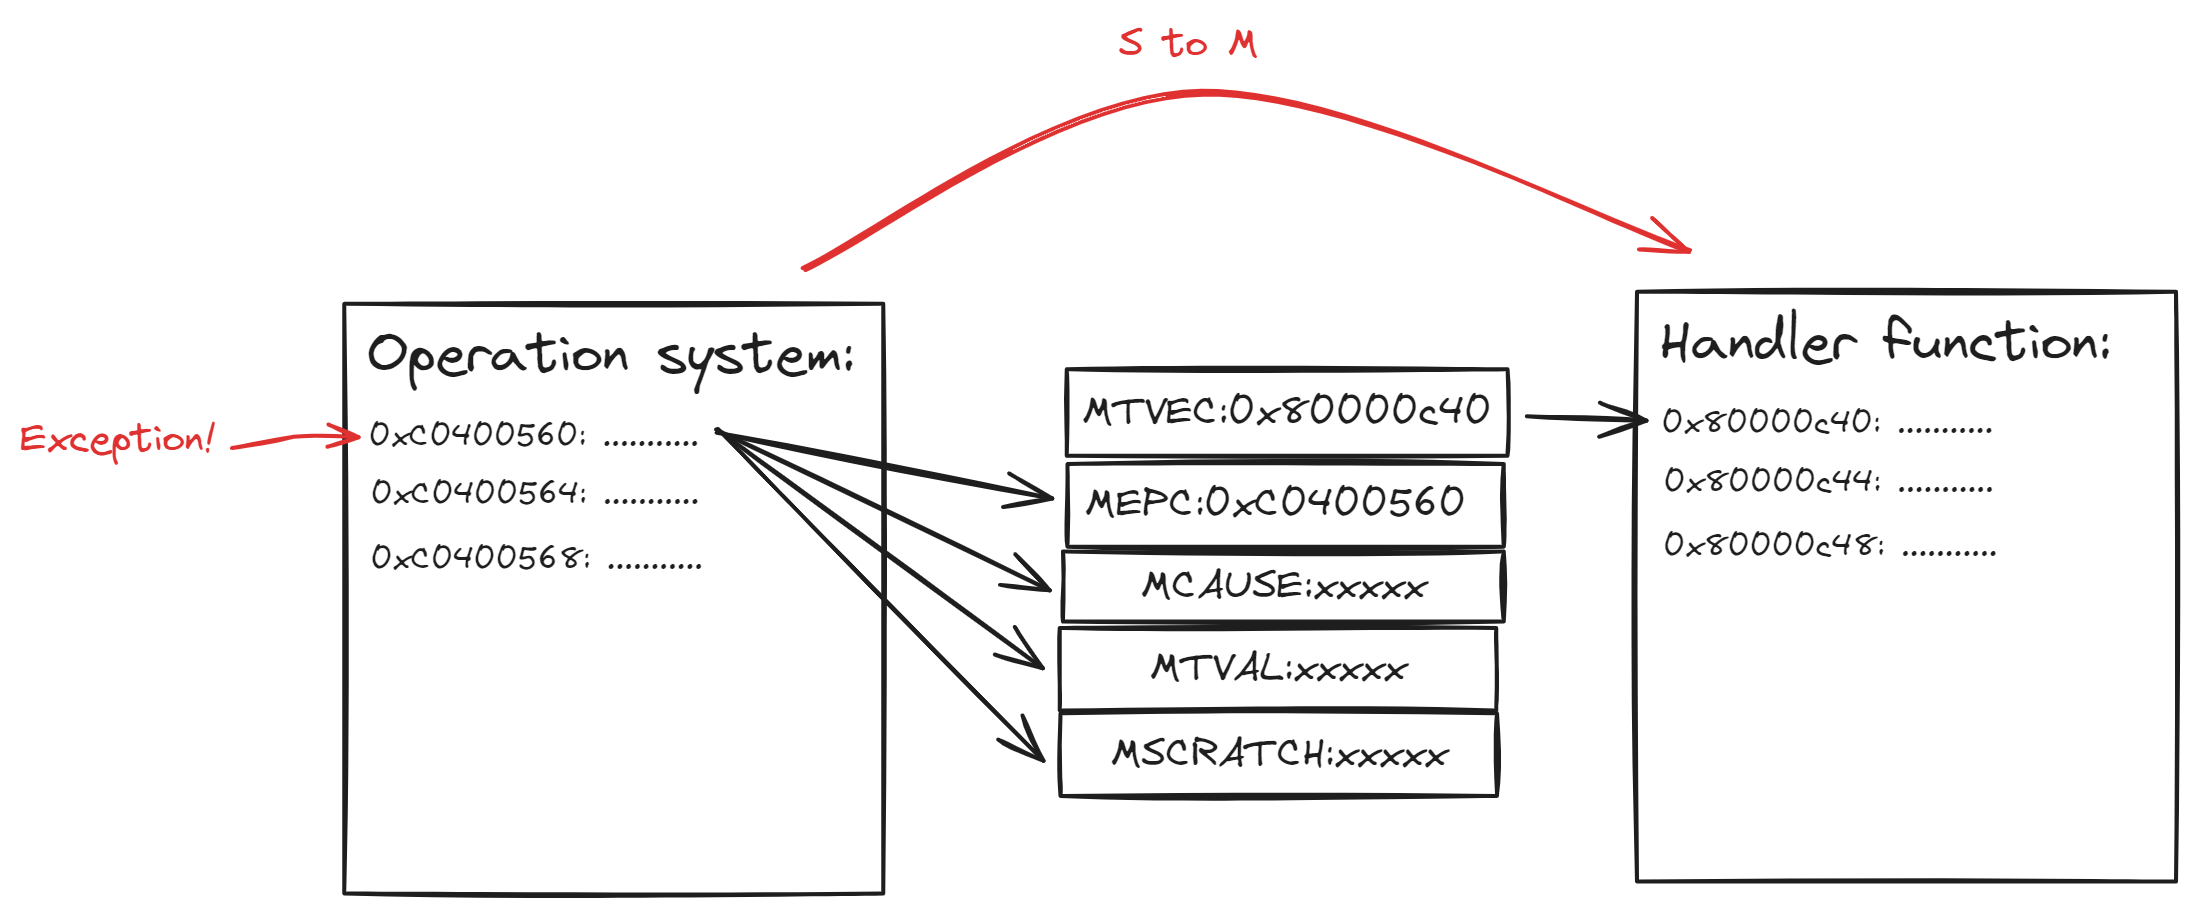 S to M
Exception!
Operation system:
0xC0400560: ...........
0xC0400564: ...........
0xC0400568: ...........
MTVEC:0x80000c40
MEPC:0xC0400560
MCAUSE:xxxxx
MTVAL:xxxxx
MSCRATCH:xxxxx
Handler function:
0x80000c40: ...........
0x80000c44: ...........
0x80000c48: ...........